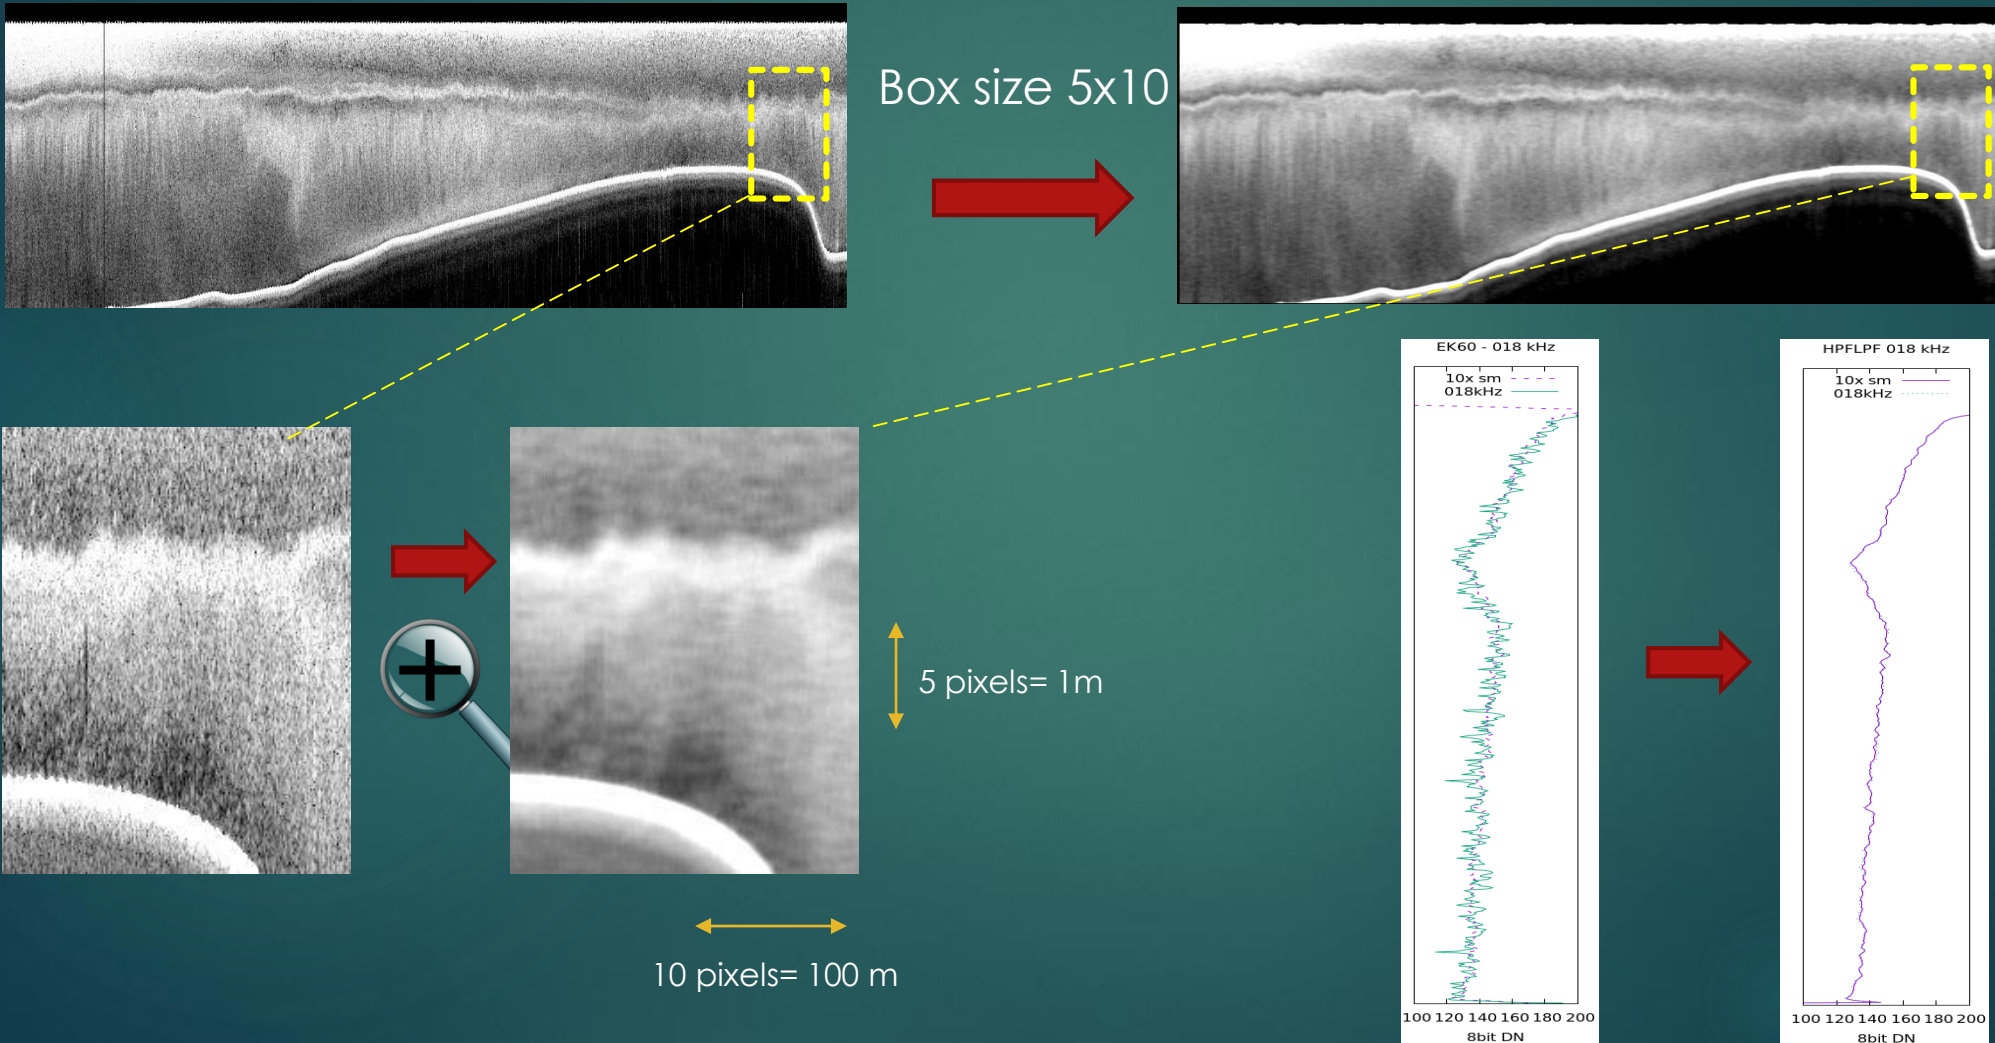 Box size 5x10
EK60 - 018 kHz
10x sm
018kHz
100 120 140 160 180 200
8bit DN
HPFLPF 018 kHz
10x sm
018kHz
100 120 140 160 180 200
8bit DN
5 pixels= 1m
10 pixels= 100 m